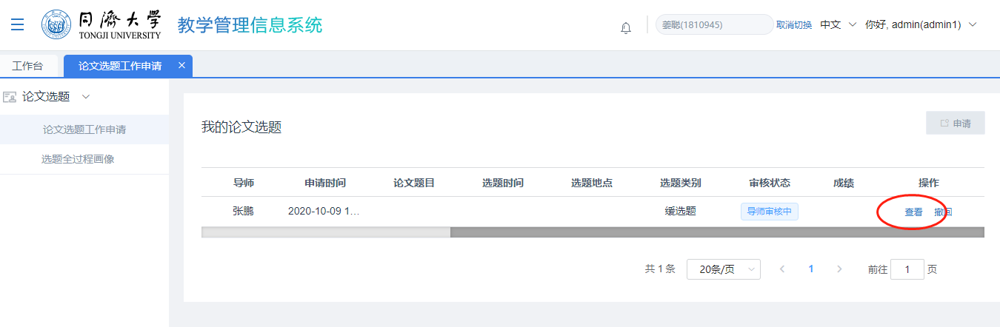 同濟大學
TONGJI UNIVERSITY
教学管理信息系统
姜聪(1810945) 取消切换 中文 你好, admin(admin1)
工作台 论文选题工作申请 ×
论文选题
论文选题工作申请
选题全过程画像
我的论文选题
申请
导师 申请时间 论文题目 选题时间 选题地点 选题类别 审核状态 成绩 操作
张鹏 2020-10-09 1... 缓选题 导师审核中 查看 撤回
共 1 条 20条/页 < 1 > 前往 1 页